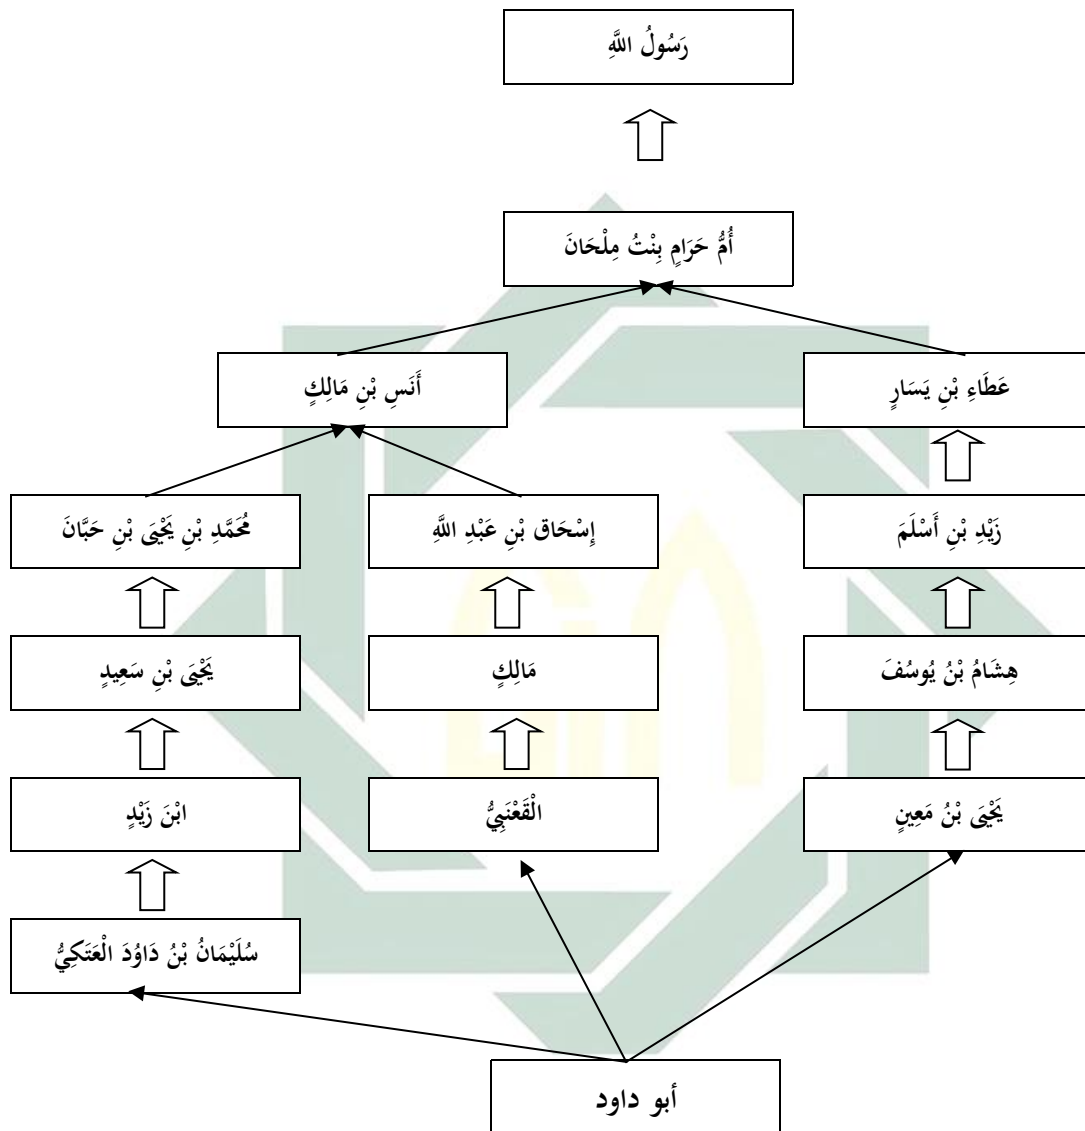 رَسُولُ اللَّهِ
أُمُّ حَرَامٍ بِنْتُ مِلْحَانَ
عَطَاءِ بْنِ يَسَارٍ
أَنَسِ بْنِ مَالِكٍ
زَيْدِ بْنِ أَسْلَمَ
إِسْحَاق بْنِ عَبْدِ اللَّهِ
مُحَمَّدِ بْنِ يَحْيَى بْنِ حَبَّانَ
هِشَامُ بْنُ يُوسُفَ
مَالِكٍ
يَحْيَى بْنِ سَعِيدٍ
يَحْيَى بْنُ مَعِينٍ
الْقَعْنَبِيُّ
ابْنَ زَيْدٍ
سُلَيْمَانُ بْنُ دَاوُدَ الْعَتَكِيُّ
أبو داود